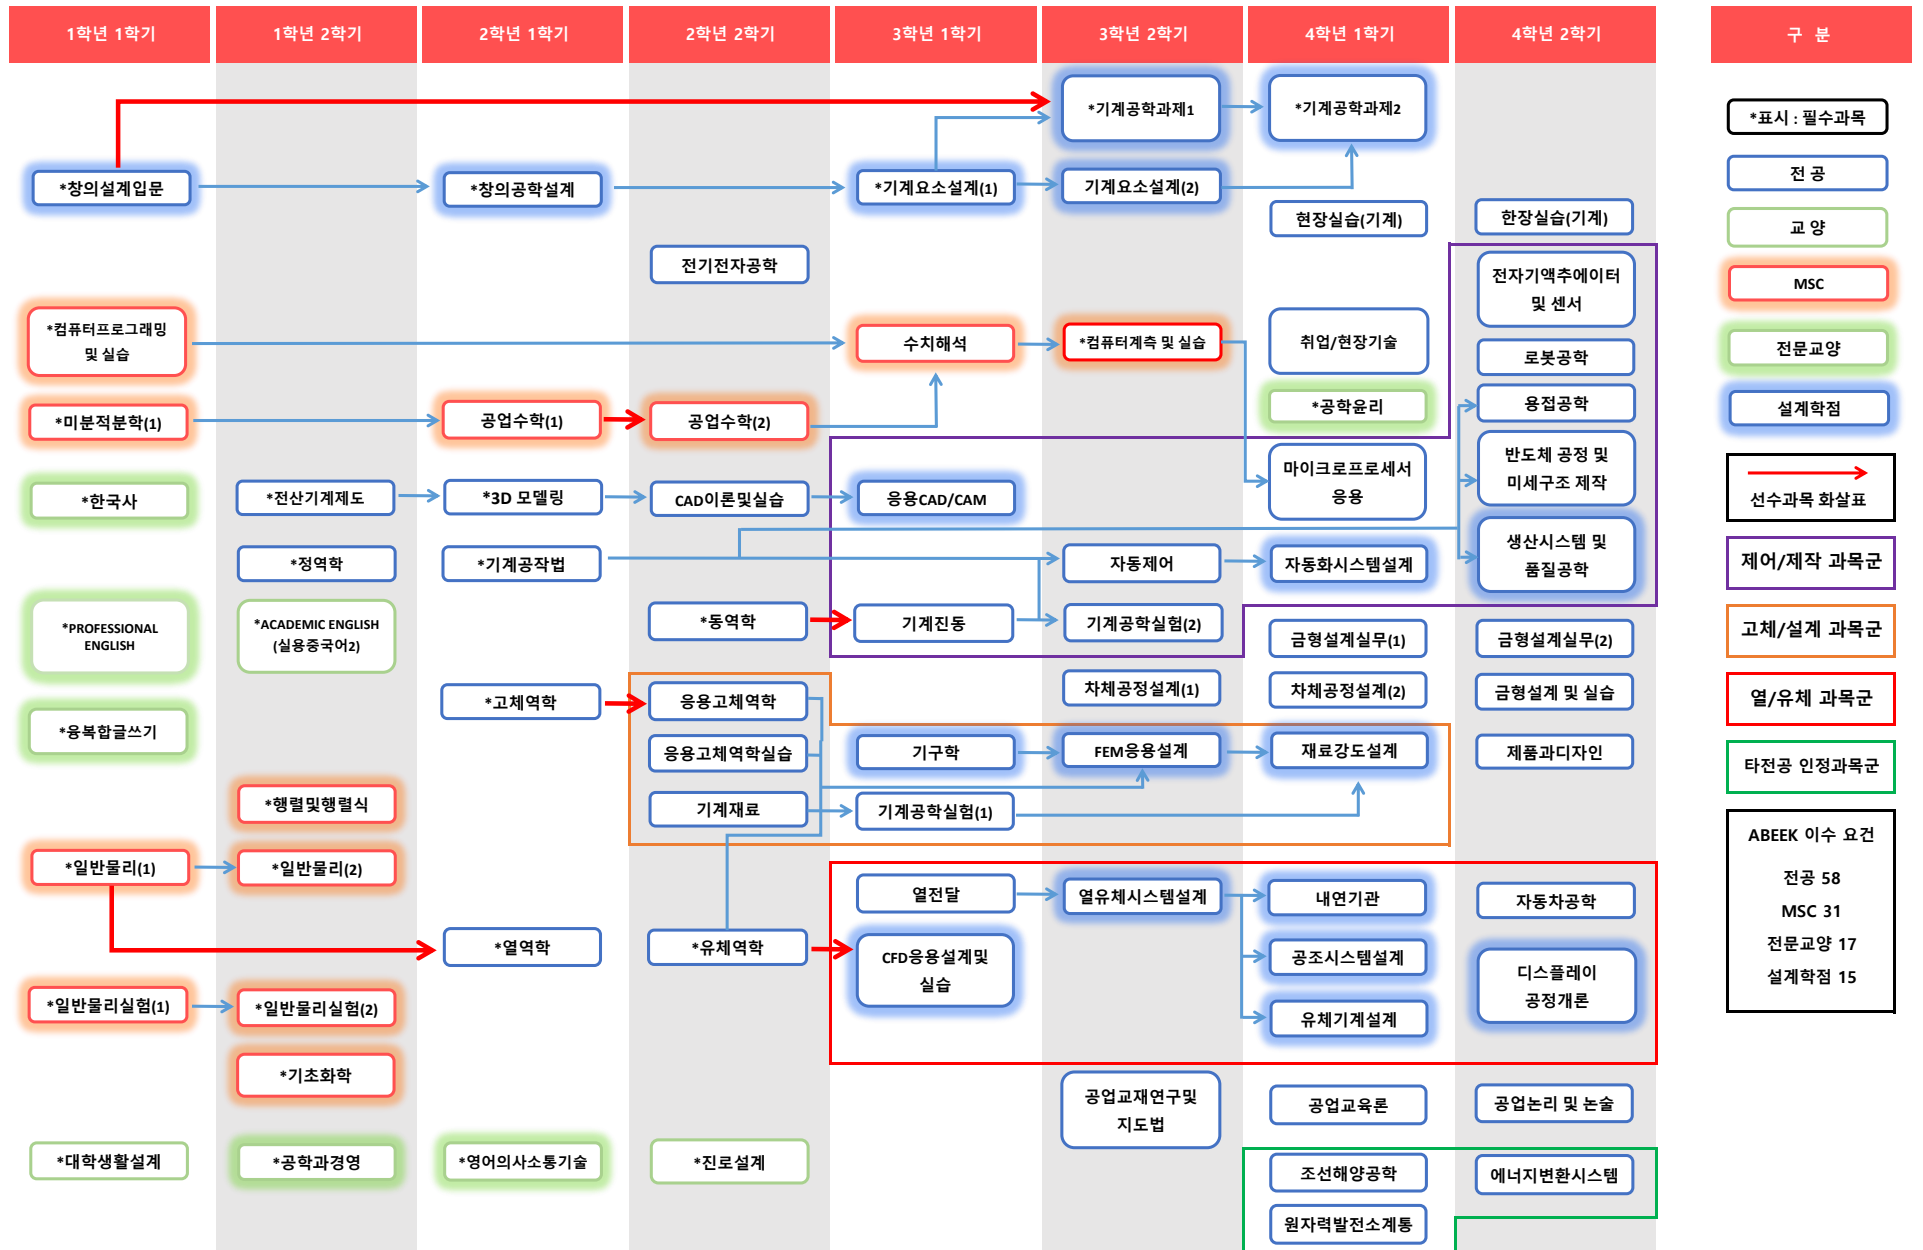 1학년 1학기
1학년 2학기
2학년 1학기
2학년 2학기
3학년 1학기
3학년 2학기
4학년 1학기
4학년 2학기
구 분
*창의설계입문
*컴퓨터프로그래밍
및 실습
*미분적분학(1)
*한국사
*PROFESSIONAL
ENGLISH
*융복합글쓰기
*일반물리(1)
*일반물리실험(1)
*대학생활설계
*전산기계제도
*정역학
*ACADEMIC ENGLISH
(실용중국어2)
*행렬및행렬식
*일반물리(2)
*일반물리실험(2)
*기초화학
*공학과경영
*창의공학설계
공업수학(1)
*3D 모델링
*기계공작법
*고체역학
*열역학
*영어의사소통기술
전기전자공학
공업수학(2)
CAD이론및실습
*동역학
응용고체역학
응용고체역학실습
기계재료
*유체역학
*진로설계
*기계요소설계(1)
수치해석
응용CAD/CAM
기계진동
기구학
기계공학실험(1)
열전달
CFD응용설계및
실습
*기계공학과제1
기계요소설계(2)
*컴퓨터계측 및 실습
자동제어
기계공학실험(2)
차체공정설계(1)
FEM응용설계
열유체시스템설계
공업교재연구및
지도법
*기계공학과제2
현장실습(기계)
취업/현장기술
*공학윤리
마이크로프로세서
응용
자동화시스템설계
금형설계실무(1)
차체공정설계(2)
재료강도설계
내연기관
공조시스템설계
유체기계설계
공업교육론
조선해양공학
원자력발전소계통
한장실습(기계)
전자기액추에이터
및 센서
로봇공학
용접공학
반도체 공정 및
미세구조 제작
생산시스템 및
품질공학
금형설계실무(2)
금형설계 및 실습
제품과디자인
자동차공학
디스플레이
공정개론
공업논리 및 논술
에너지변환시스템
*표시 : 필수과목
전 공
교 양
MSC
전문교양
설계학점
선수과목 화살표
제어/제작 과목군
고체/설계 과목군
열/유체 과목군
타전공 인정과목군
ABEEK 이수 요건
전공 58
MSC 31
전문교양 17
설계학점 15